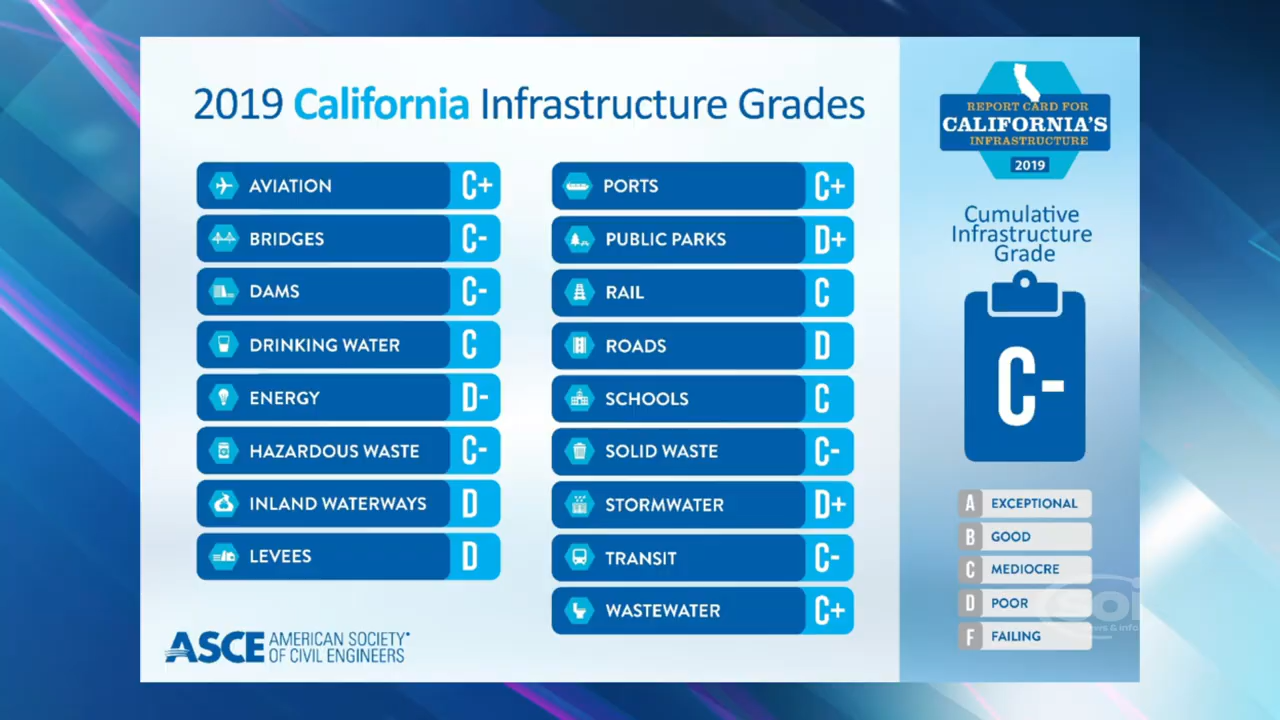 2019 California Infrastructure Grades
AVIATION C+
BRIDGES C-
DAMS C-
DRINKING WATER C
ENERGY D-
HAZARDOUS WASTE C-
INLAND WATERWAYS D
LEVEES D
PORTS C+
PUBLIC PARKS D+
RAIL C
ROADS D
SCHOOLS C
SOLID WASTE C-
STORMWATER D+
TRANSIT C-
WASTEWATER C+
ASCE AMERICAN SOCIETY
OF CIVIL ENGINEERS
REPORT CARD FOR
CALIFORNIA'S
INFRASTRUCTURE
2019
Cumulative
Infrastructure
Grade
C-
A EXCEPTIONAL
B GOOD
C MEDIOCRE
D POOR
F FAILING